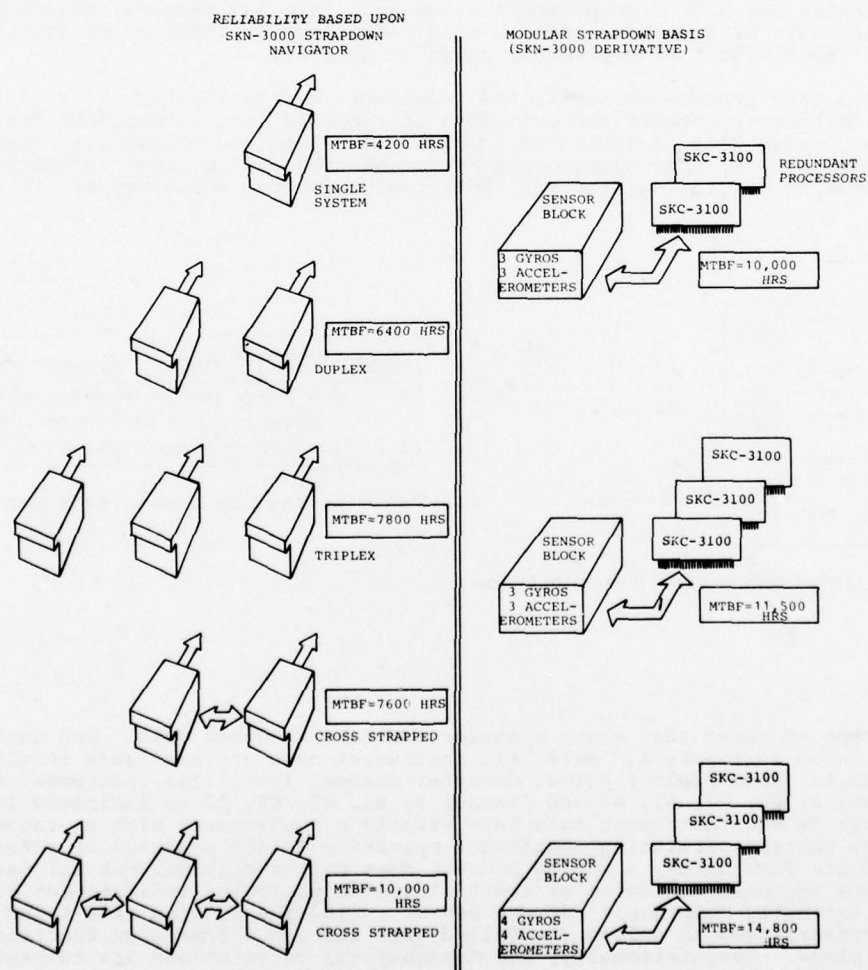 RELIABILITY BASED UPON
SKN-3000 STRAPDOWN
NAVIGATOR
MTBF=4200 HRS
SINGLE
SYSTEM
MTBF=6400 HRS
DUPLEX
MTBF=7800 HRS
TRIPLEX
MTBF=7600 HRS
CROSS STRAPPED
MTBF=10,000
HRS
CROSS STRAPPED
MODULAR STRAPDOWN BASIS
(SKN-3000 DERIVATIVE)
SKC-3100
REDUNDANT
PROCESSORS
SKC-3100
SENSOR
BLOCK
3 GYROS
3 ACCEL-
EROMETERS
MTBF=10,000
HRS
SKC-3100
SKC-3100
SKC-3100
SENSOR
BLOCK
3 GYROS
3 ACCEL-
EROMETERS
MTBF=11,500
HRS
SKC-3100
SKC-3100
SKC-3100
SENSOR
BLOCK
4 GYROS
4 ACCEL-
EROMETERS
MTBF=14,800
HRS